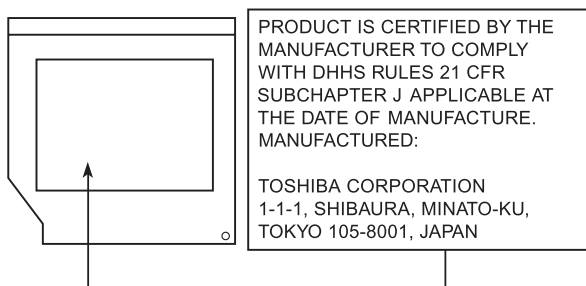 PRODUCT IS CERTIFIED BY THE
MANUFACTURER TO COMPLY
WITH DHHS RULES 21 CFR
SUBCHAPTER J APPLICABLE AT
THE DATE OF MANUFACTURE.
MANUFACTURED:
TOSHIBA CORPORATION
1-1-1, SHIBAURA, MINATO-KU,
TOKYO 105-8001, JAPAN